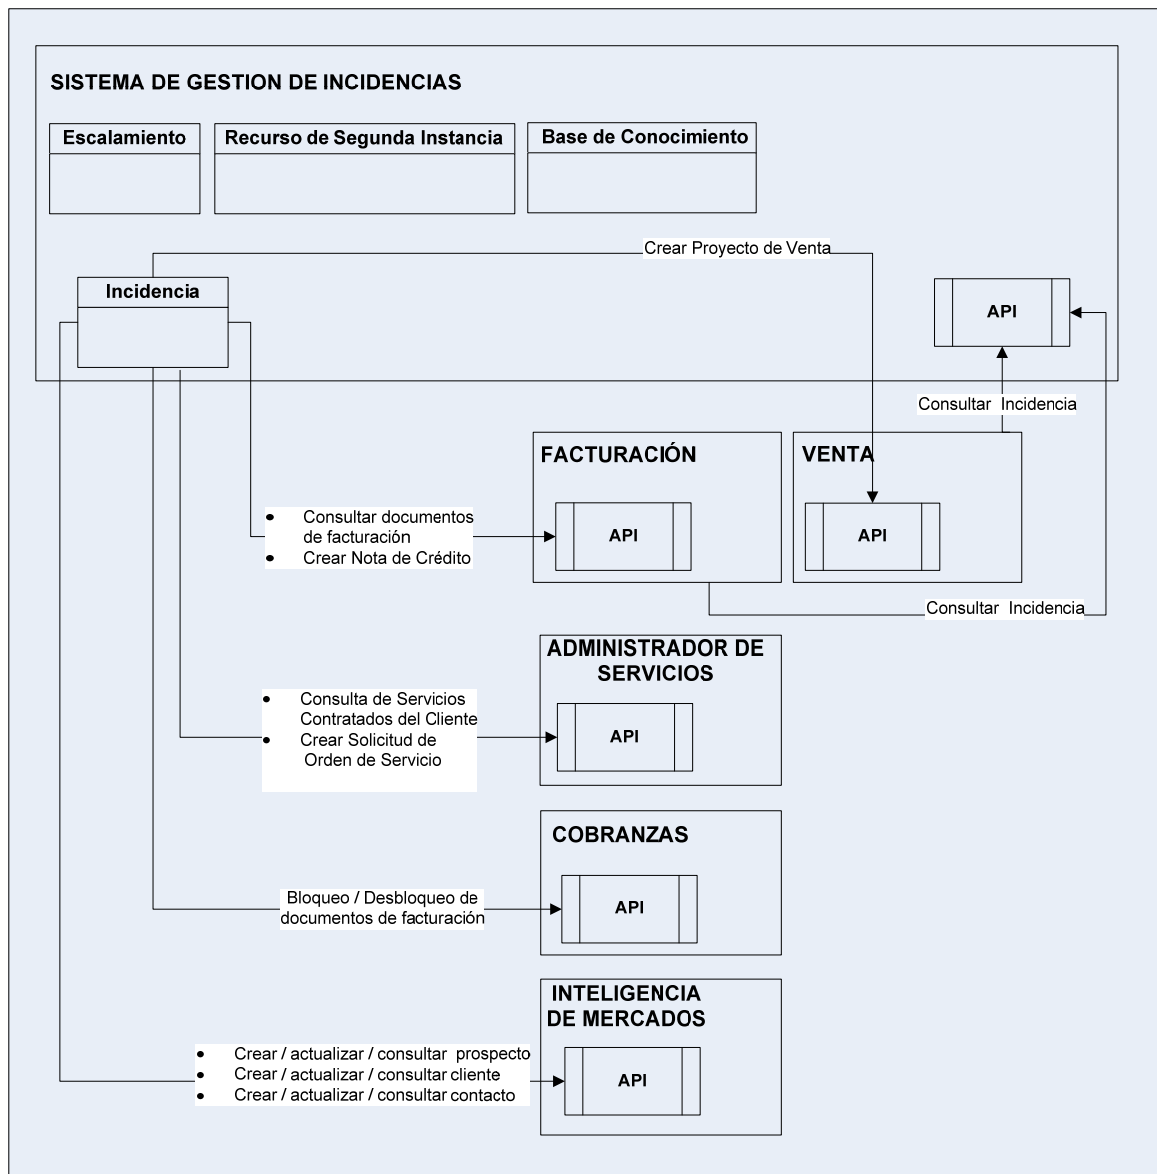 SISTEMA DE GESTION DE INCIDENCIAS
Escalamiento
Recurso de Segunda Instancia
Base de Conocimiento
Crear Proyecto de Venta
Incidencia
API
Consultar Incidencia
FACTURACIÓN
VENTA
• Consultar documentos
de facturación
• Crear Nota de Crédito
API
API
Consultar Incidencia
ADMINISTRADOR DE
SERVICIOS
• Consulta de Servicios
Contratados del Cliente
• Crear Solicitud de
Orden de Servicio
API
COBRANZAS
Bloqueo / Desbloqueo de
documentos de facturación
API
INTELIGENCIA
DE MERCADOS
• Crear / actualizar / consultar prospecto
• Crear / actualizar / consultar cliente
• Crear / actualizar / consultar contacto
API